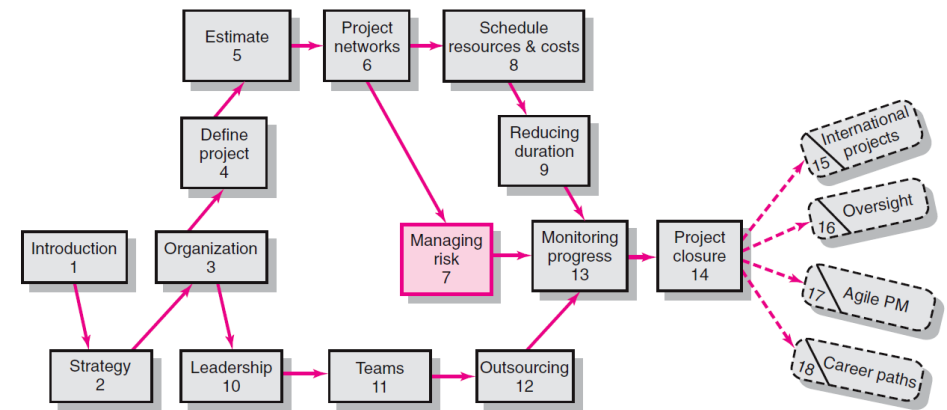 Estimate
5
Project
networks
6
Schedule
resources & costs
8
Define
project
4
Reducing
duration
9
International
projects
15
Oversight
16
Introduction
1
Organization
3
Managing
risk
7
Monitoring
progress
13
Project
closure
14
Agile PM
17
Strategy
2
Leadership
10
Teams
11
Outsourcing
12
Career paths
18